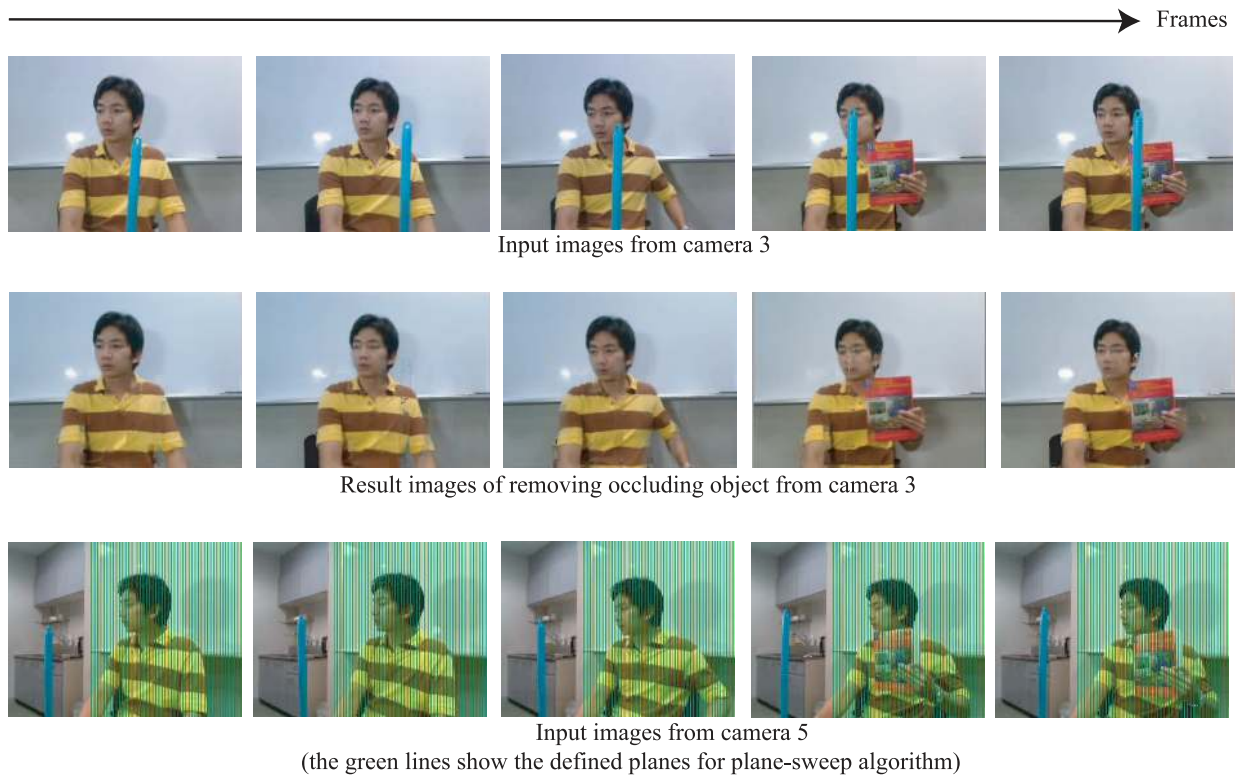 Frames
Input images from camera 3
Result images of removing occluding object from camera 3
Input images from camera 5
(the green lines show the defined planes for plane-sweep algorithm)